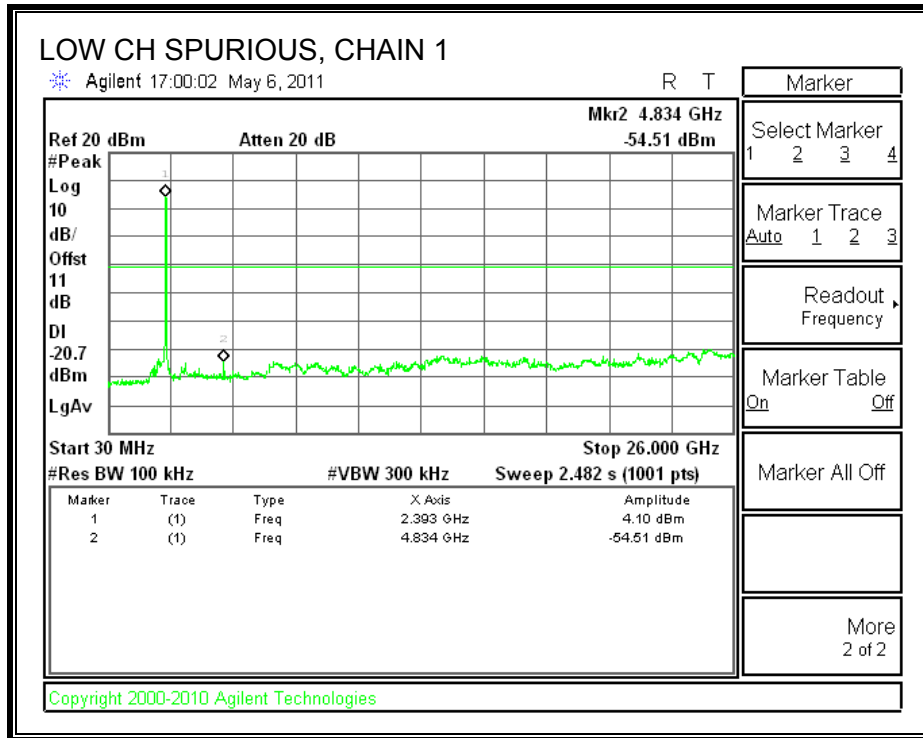 LOW CH SPURIOUS, CHAIN 1
Agilent 17:00:02 May 6, 2011 R T
Mkr2 4.834 GHz
Ref 20 dBm Atten 20 dB -54.51 dBm
#Peak
Log
10
dB/
Offst
11
dB
DI
-20.7
dBm
LgAv
1
2
Start 30 MHz Stop 26.000 GHz
#Res BW 100 kHz #VBW 300 kHz Sweep 2.482 s (1001 pts)
Marker Trace Type X Axis Amplitude
1 (1) Freq 2.393 GHz 4.10 dBm
2 (1) Freq 4.834 GHz -54.51 dBm
Marker
Select Marker
1 2 3 4
Marker Trace
Auto 1 2 3
Readout
Frequency
Marker Table
On Off
Marker All Off
More
2 of 2
Copyright 2000-2010 Agilent Technologies